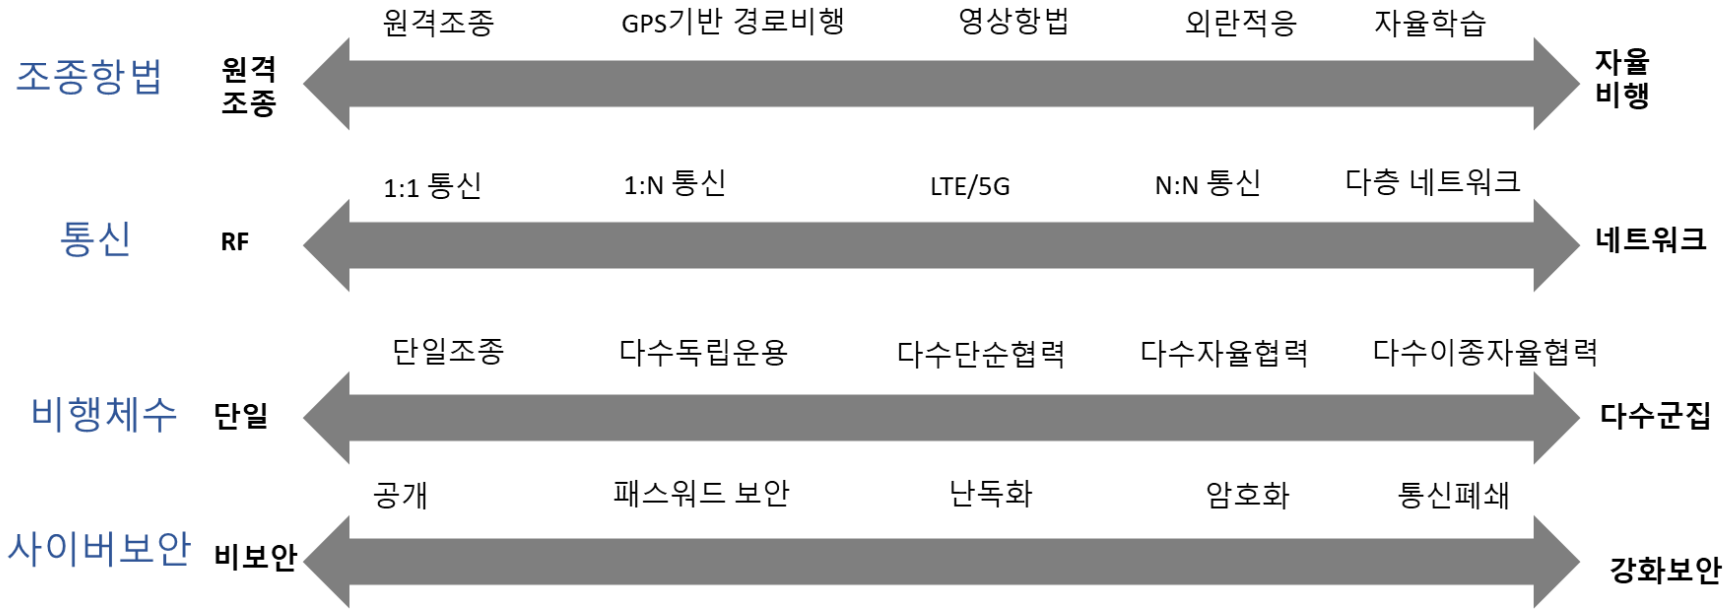 원격조종 GPS기반 경로비행 영상항법 외란적응 자율학습
조종항법 원격 자율
조종 비행
1:1 통신 1:N 통신 LTE/5G N:N 통신 다층 네트워크
통신 RF 네트워크
단일조종 다수독립운용 다수단순협력 다수자율협력 다수이종자율협력
비행체수 단일 다수군집
공개 패스워드 보안 난독화 암호화 통신폐쇄
사이버보안 비보안 강화보안